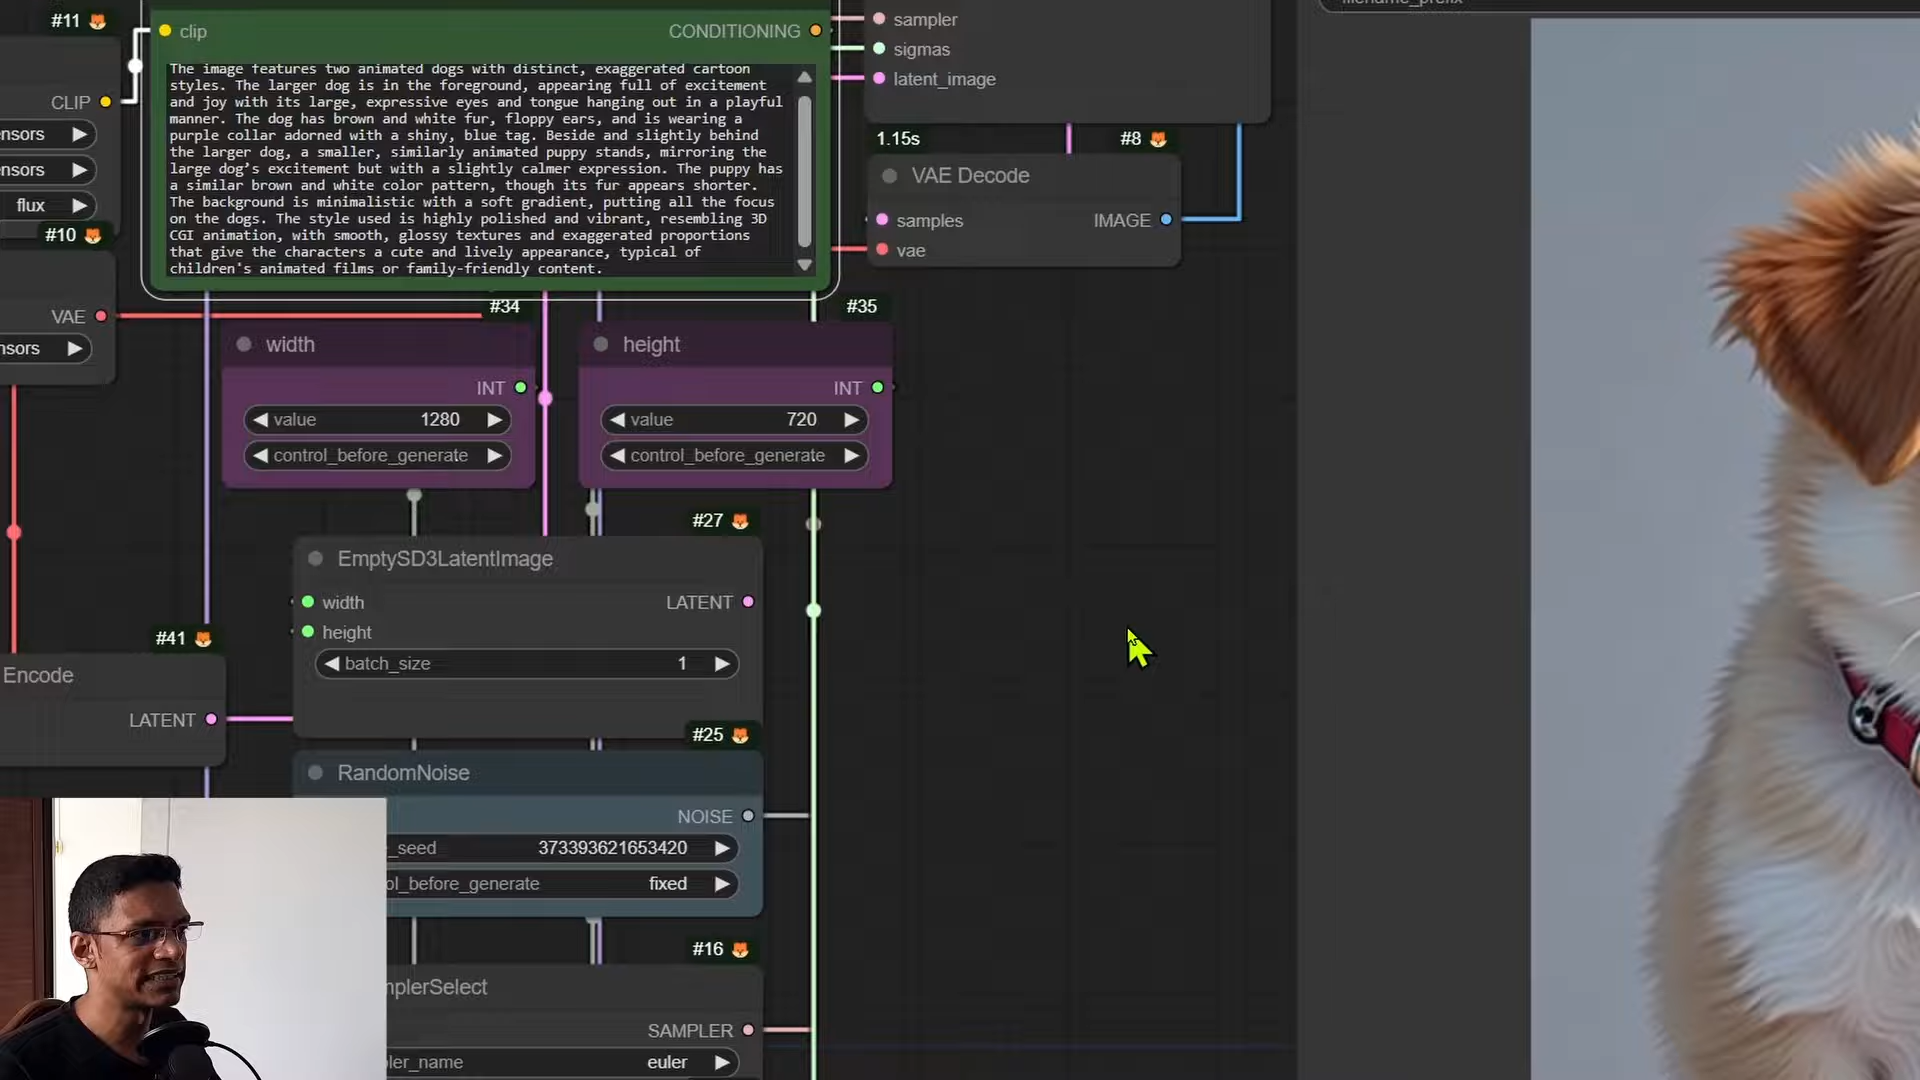 #11
clip
CONDITIONING
The image features two animated dogs with distinct, exaggerated cartoon
styles. The larger dog is in the foreground, appearing full of excitement
and joy with its large, expressive eyes and tongue hanging out in a playful
manner. The dog has brown and white fur, floppy ears, and is wearing a
purple collar adorned with a shiny, blue tag. Beside and slightly behind
the larger dog, a smaller, similarly animated puppy stands, mirroring the
large dog's excitement but with a slightly calmer expression. The puppy has
a similar brown and white color pattern, though its fur appears shorter.
The background is minimalistic with a soft gradient, putting all the focus
on the dogs. The style used is highly polished and vibrant, resembling 3D
CGI animation, with smooth, glossy textures and exaggerated proportions
that give the characters a cute and lively appearance, typical of
children's animated films or family-friendly content.
CLIP
ensors
ensors
flux
#10
VAE
nsors
sampler
sigmas
latent_image
1.15s
#8
VAE Decode
samples
IMAGE
vae
#34
width
INT
value 1280
control_before_generate
#35
height
INT
value 720
control_before_generate
#27
EmptySD3LatentImage
width
LATENT
height
batch_size 1
#41
Encode
LATENT
#25
RandomNoise
NOISE
_seed 373393621653420
ol_before_generate fixed
#16
mplerSelect
SAMPLER
pler_name euler